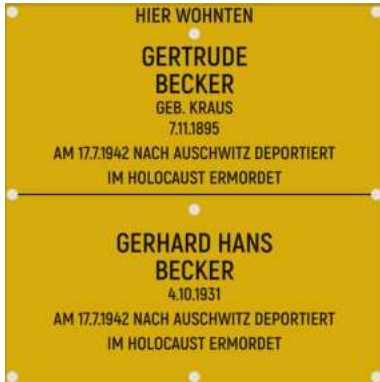 HIER WOHNTEN
GERTRUDE
BECKER
GEB. KRAUS
7.11.1895
AM 17.7.1942 NACH AUSCHWITZ DEPORTIERT
IM HOLOCAUST ERMORDET
GERHARD HANS
BECKER
4.10.1931
AM 17.7.1942 NACH AUSCHWITZ DEPORTIERT
IM HOLOCAUST ERMORDET